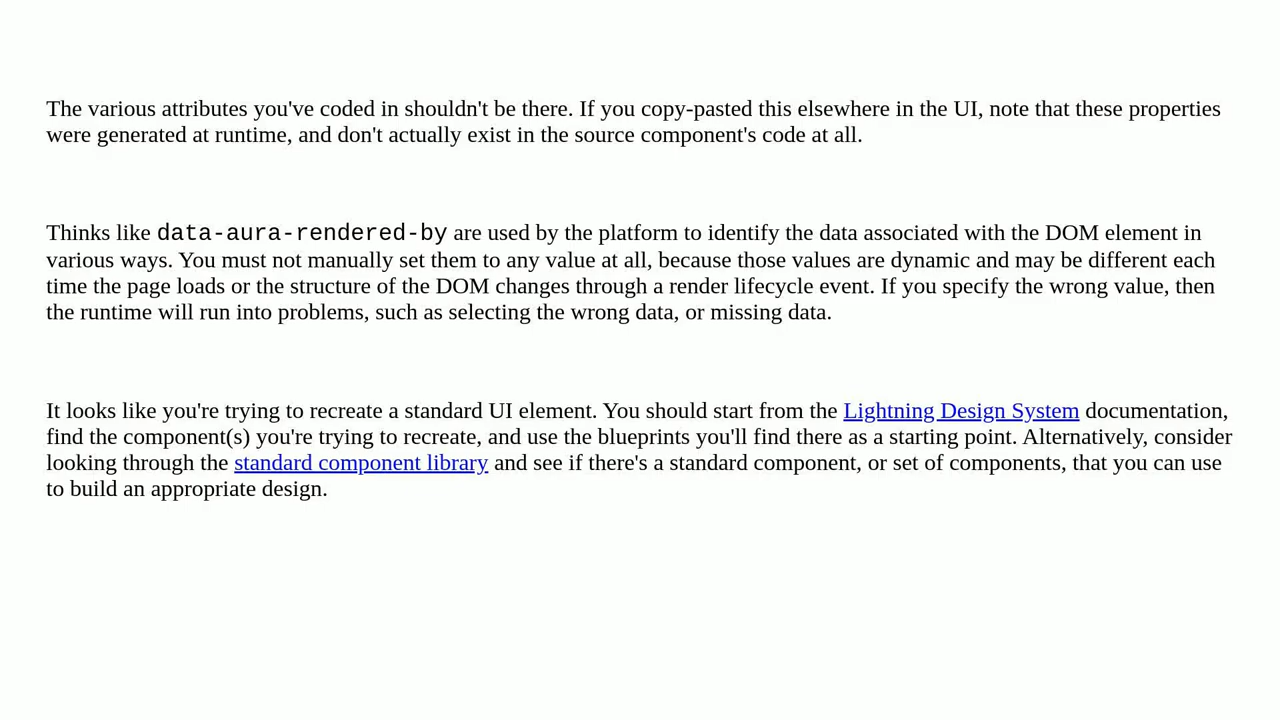 The various attributes you've coded in shouldn't be there. If you copy-pasted this elsewhere in the UI, note that these properties
were generated at runtime, and don't actually exist in the source component's code at all.
Thinks like data-aura-rendered-by are used by the platform to identify the data associated with the DOM element in
various ways. You must not manually set them to any value at all, because those values are dynamic and may be different each
time the page loads or the structure of the DOM changes through a render lifecycle event. If you specify the wrong value, then
the runtime will run into problems, such as selecting the wrong data, or missing data.
It looks like you're trying to recreate a standard UI element. You should start from the Lightning Design System documentation,
find the component(s) you're trying to recreate, and use the blueprints you'll find there as a starting point. Alternatively, consider
looking through the standard component library and see if there's a standard component, or set of components, that you can use
to build an appropriate design.